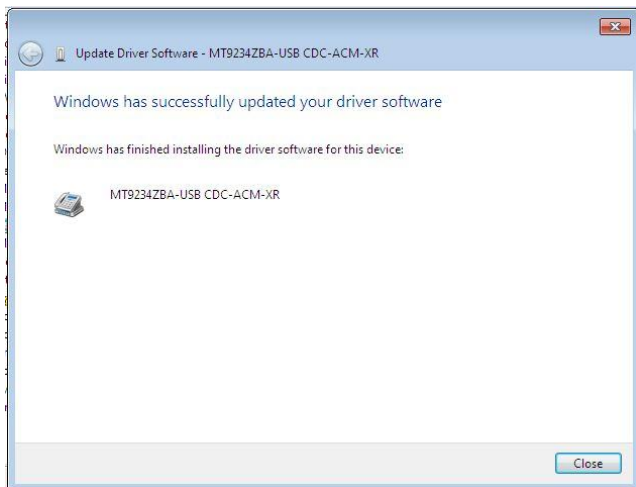 Update Driver Software - MT9234ZBA-USB CDC-ACM-XR
Windows has successfully updated your driver software
Windows has finished installing the driver software for this device:
MT9234ZBA-USB CDC-ACM-XR
Close